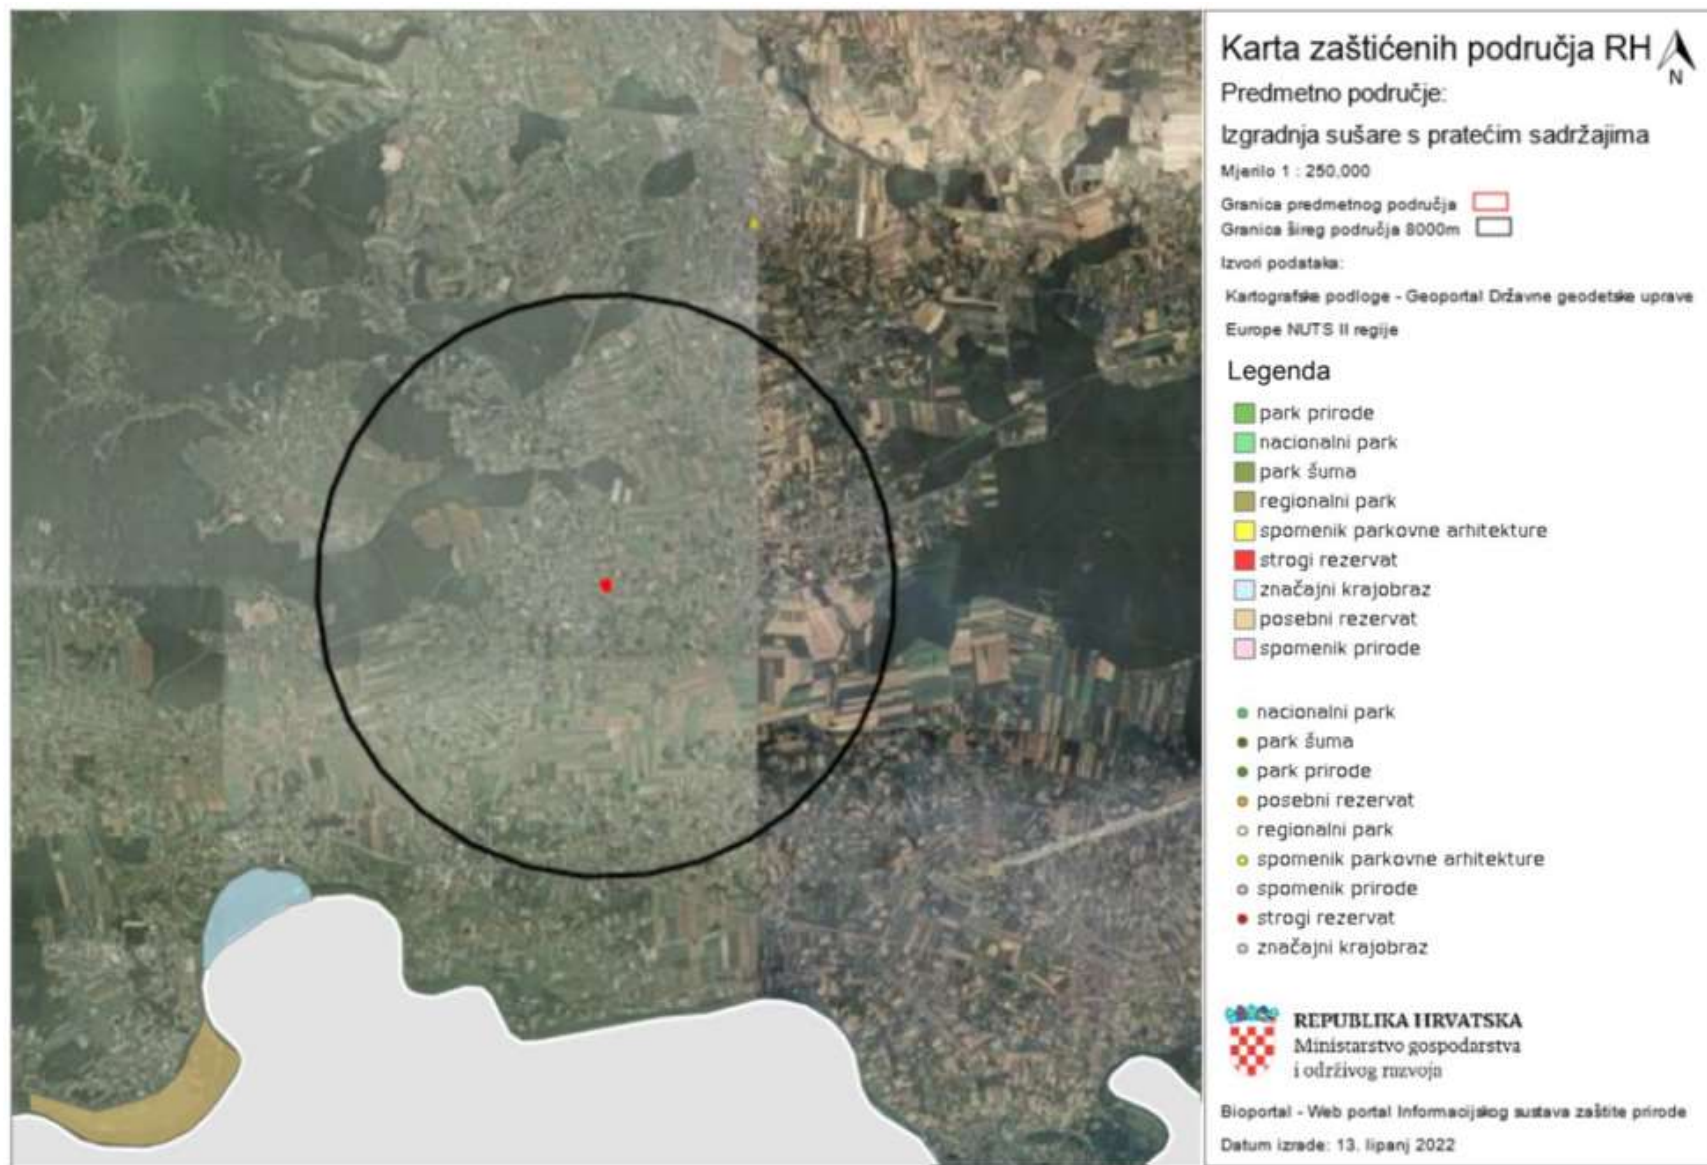 Karta zaštićenih područja RH
N
Predmetno područje:
Izgradnja sušare s pratećim sadržajima
Mjerilo 1 : 250.000
Granica predmetnog područja
Granica šireg područja 8000m
Izvori podataka:
Kartografske podloge - Geoportal Državne geodetske uprave
Europe NUTS II regije
Legenda
park prirode
nacionalni park
park šuma
regionalni park
spomenik parkovne arhitekture
strogi rezervat
značajni krajobraz
posebni rezervat
spomenik prirode
nacionalni park
park šuma
park prirode
posebni rezervat
regionalni park
spomenik parkovne arhitekture
spomenik prirode
strogi rezervat
značajni krajobraz
REPUBLIKA HRVATSKA
Ministarstvo gospodarstva
i održivog razvoja
Bioportal - Web portal Informacijskog sustava zaštite prirode
Datum izrade: 13. lipanj 2022